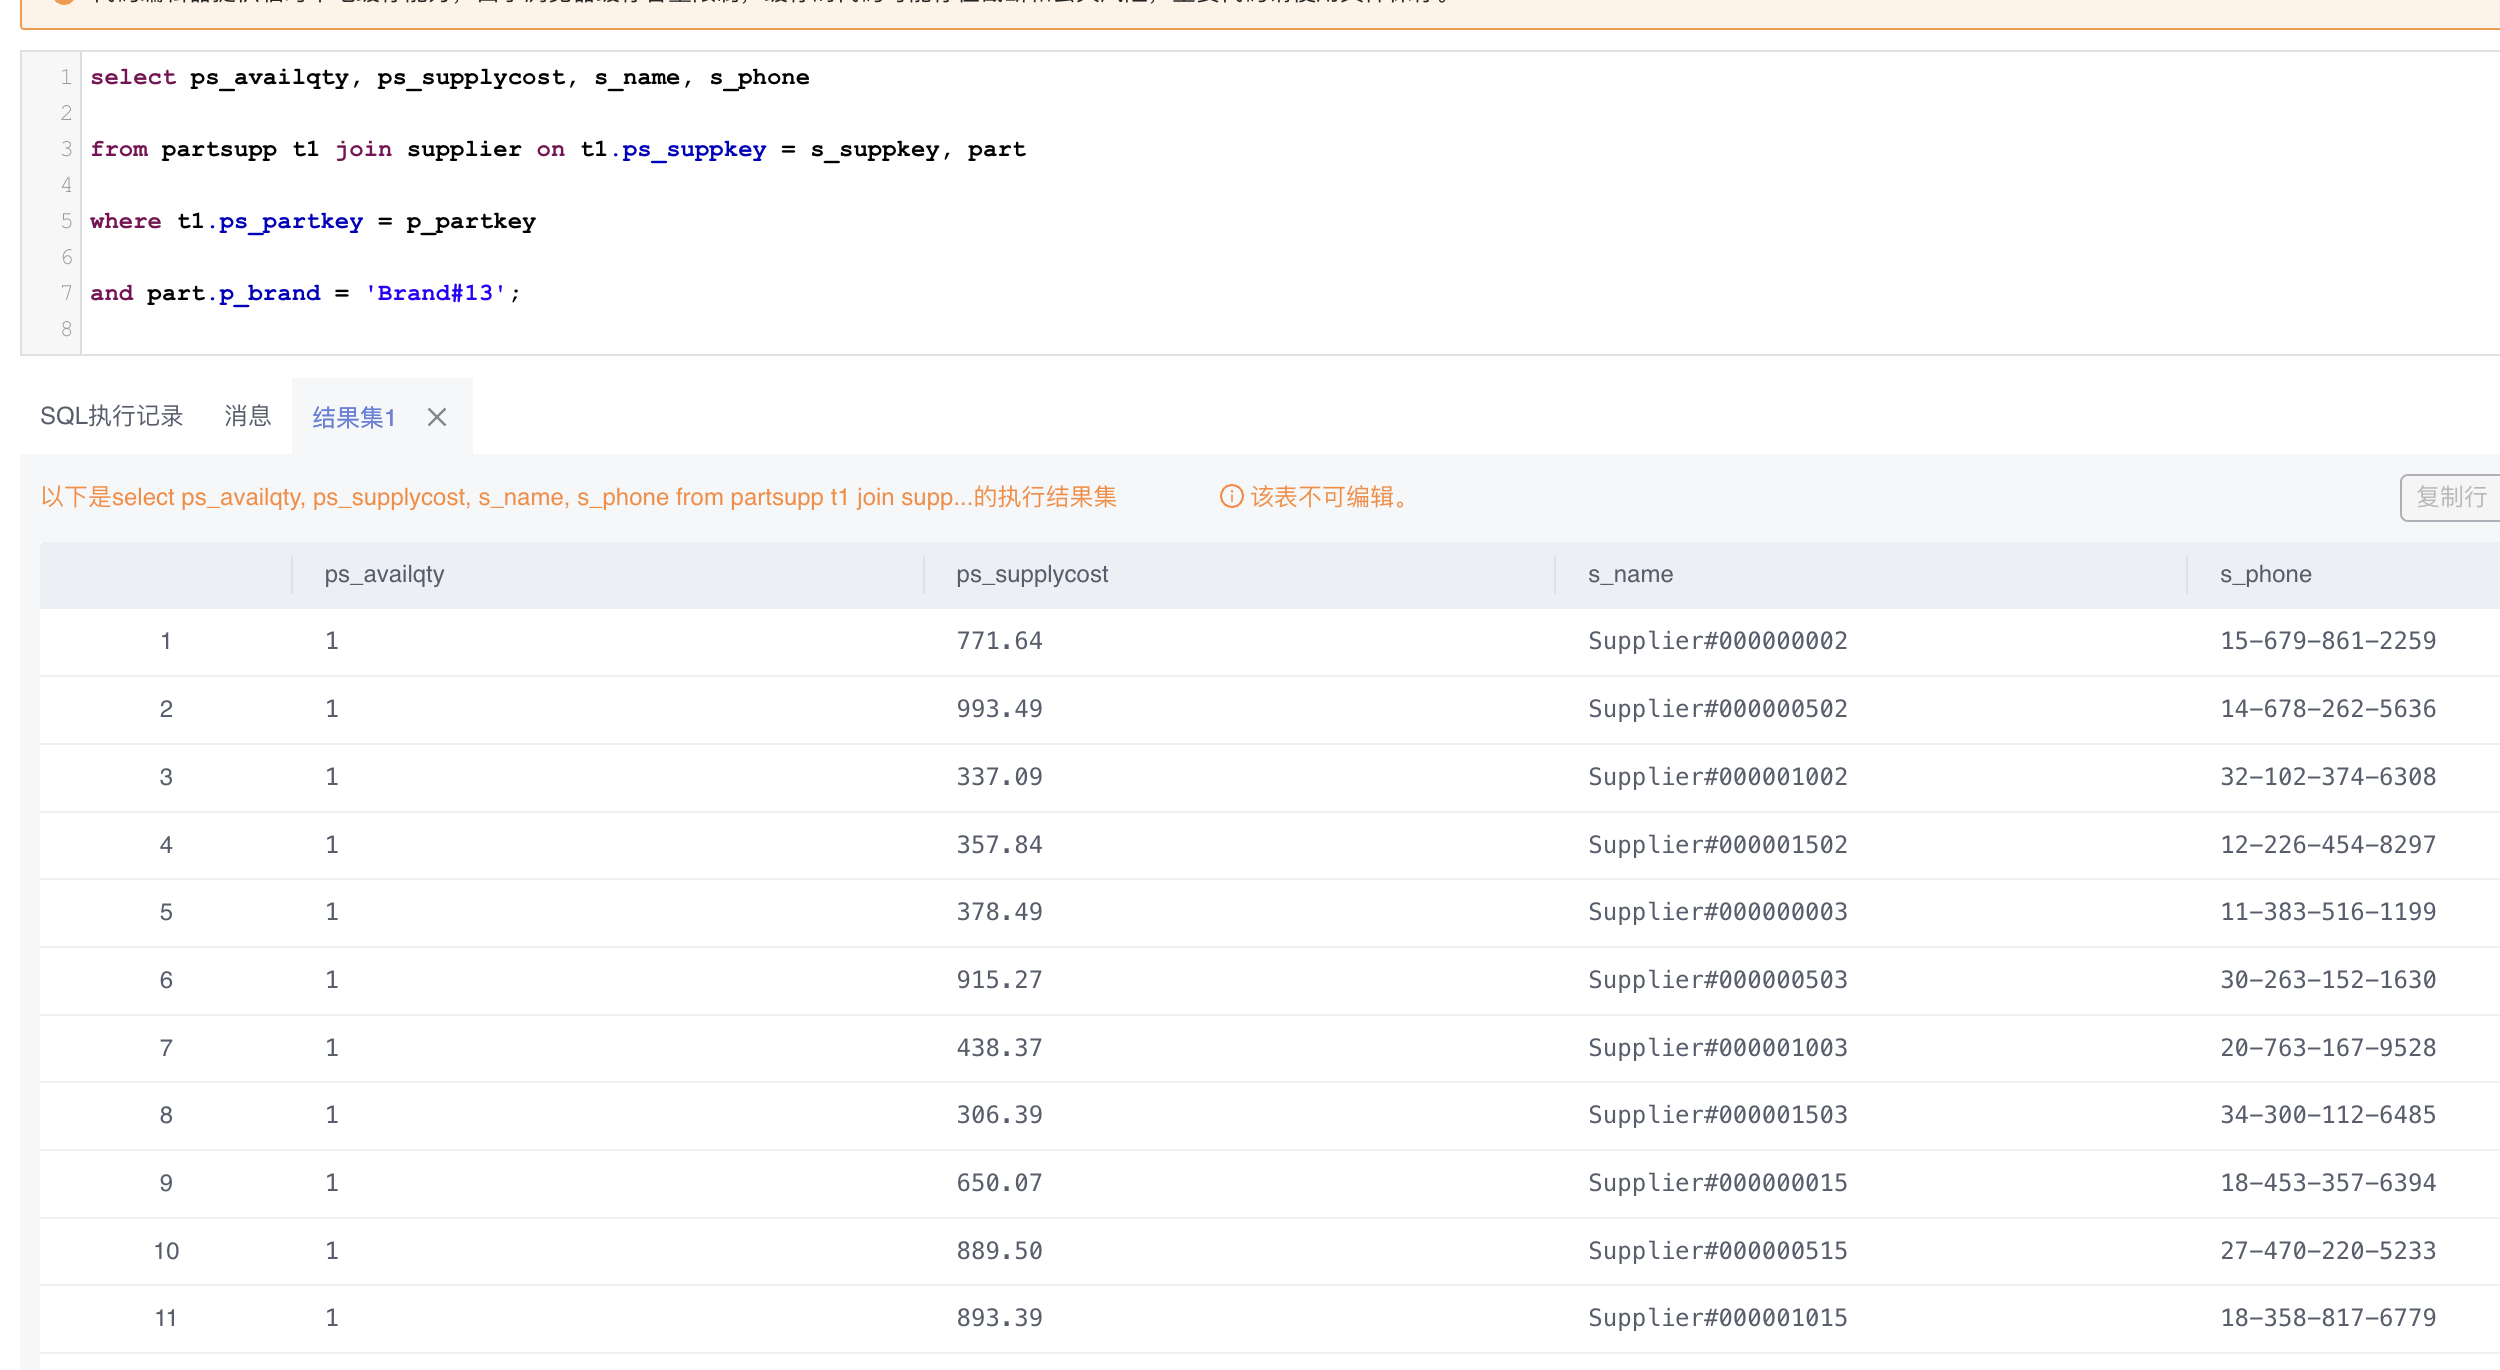 1 select ps_availqty, ps_supplycost, s_name, s_phone
2
3 from partsupp t1 join supplier on t1.ps_suppkey = s_suppkey, part
4
5 where t1.ps_partkey = p_partkey
6
7 and part.p_brand = 'Brand#13';
8
SQL执行记录 消息 结果集1
以下是select ps_availqty, ps_supplycost, s_name, s_phone from partsupp t1 join supp...的执行结果集 该表不可编辑。 复制行
ps_availqty ps_supplycost s_name s_phone
1 1 771.64 Supplier#000000002 15-679-861-2259
2 1 993.49 Supplier#000000502 14-678-262-5636
3 1 337.09 Supplier#000001002 32-102-374-6308
4 1 357.84 Supplier#000001502 12-226-454-8297
5 1 378.49 Supplier#000000003 11-383-516-1199
6 1 915.27 Supplier#000000503 30-263-152-1630
7 1 438.37 Supplier#000001003 20-763-167-9528
8 1 306.39 Supplier#000001503 34-300-112-6485
9 1 650.07 Supplier#000000015 18-453-357-6394
10 1 889.50 Supplier#000000515 27-470-220-5233
11 1 893.39 Supplier#000001015 18-358-817-6779